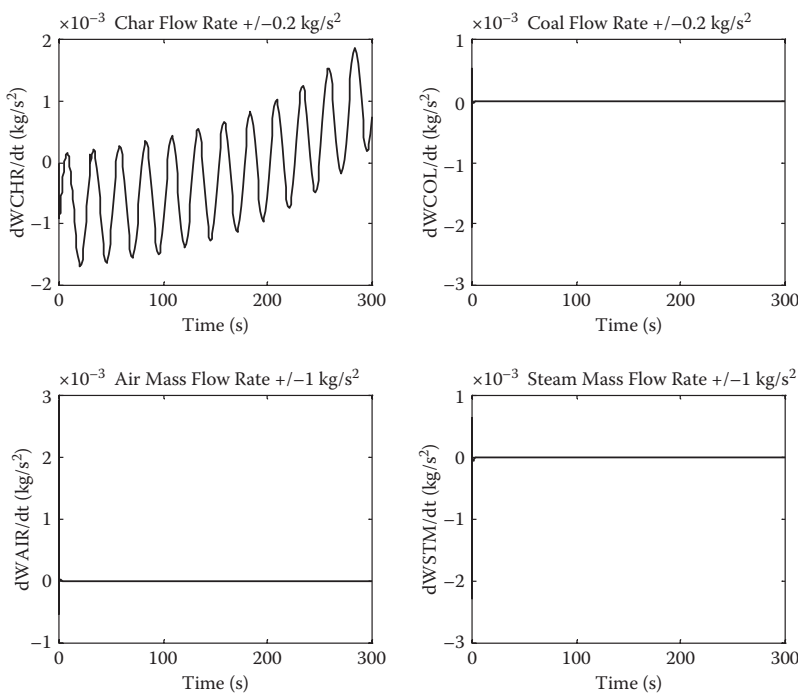 ×10⁻³ Char Flow Rate +/−0.2 kg/s²
2
1
0
−1
−2
dWCHR/dt (kg/s²)
0 100 200 300
Time (s)
×10⁻³ Coal Flow Rate +/−0.2 kg/s²
1
0
−1
−2
−3
dWCOL/dt (kg/s²)
0 100 200 300
Time (s)
×10⁻³ Air Mass Flow Rate +/−1 kg/s²
3
2
1
0
−1
dWAIR/dt (kg/s²)
0 100 200 300
Time (s)
×10⁻³ Steam Mass Flow Rate +/−1 kg/s²
1
0
−1
−2
−3
dWSTM/dt (kg/s²)
0 100 200 300
Time (s)